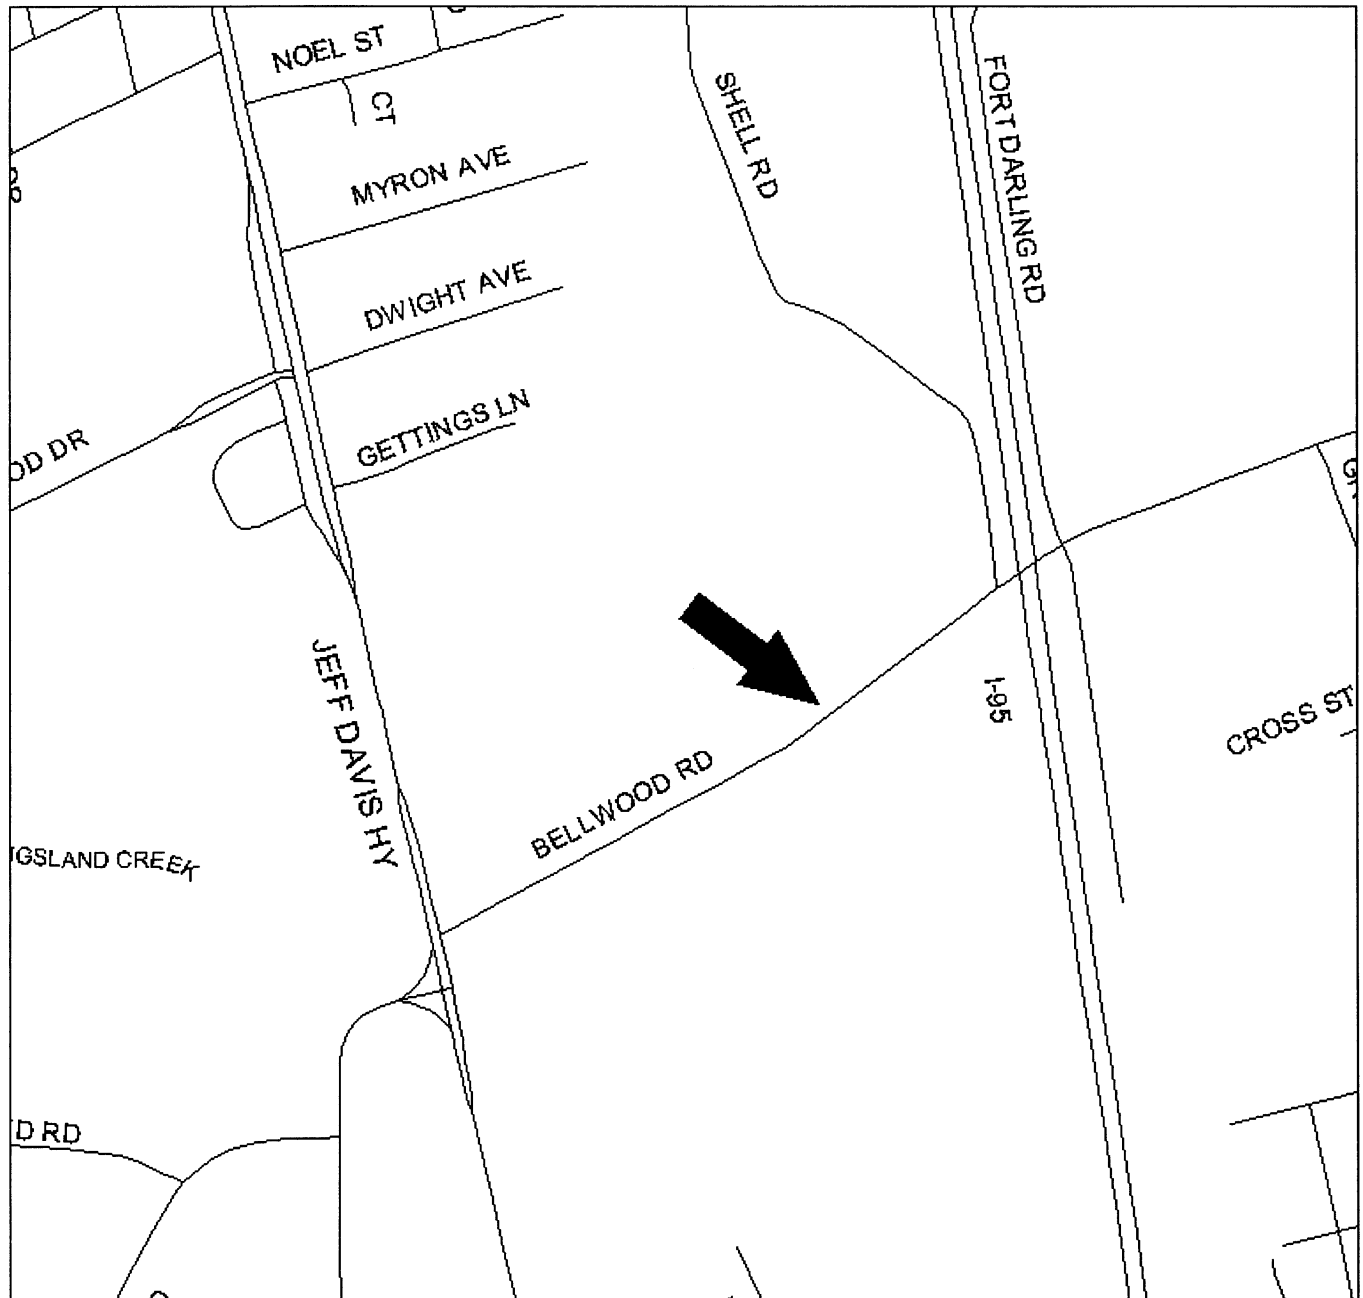 NOEL ST
CT
SHELL RD
FORT DARLING RD
MYRON AVE
DWIGHT AVE
GETTINGS LN
OD DR
JEFF DAVIS HY
I-95
CROSS ST
BELLWOOD RD
IGSLAND CREEK
D RD